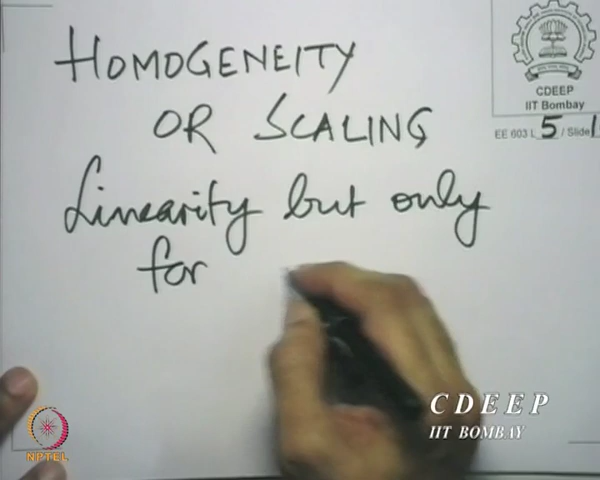 HOMOGENEITY
OR SCALING
Linearity but only
for
CDEEP
IIT Bombay
EE 603 L 5 / Slide 1
CDEEP
IIT BOMBAY
NPTEL